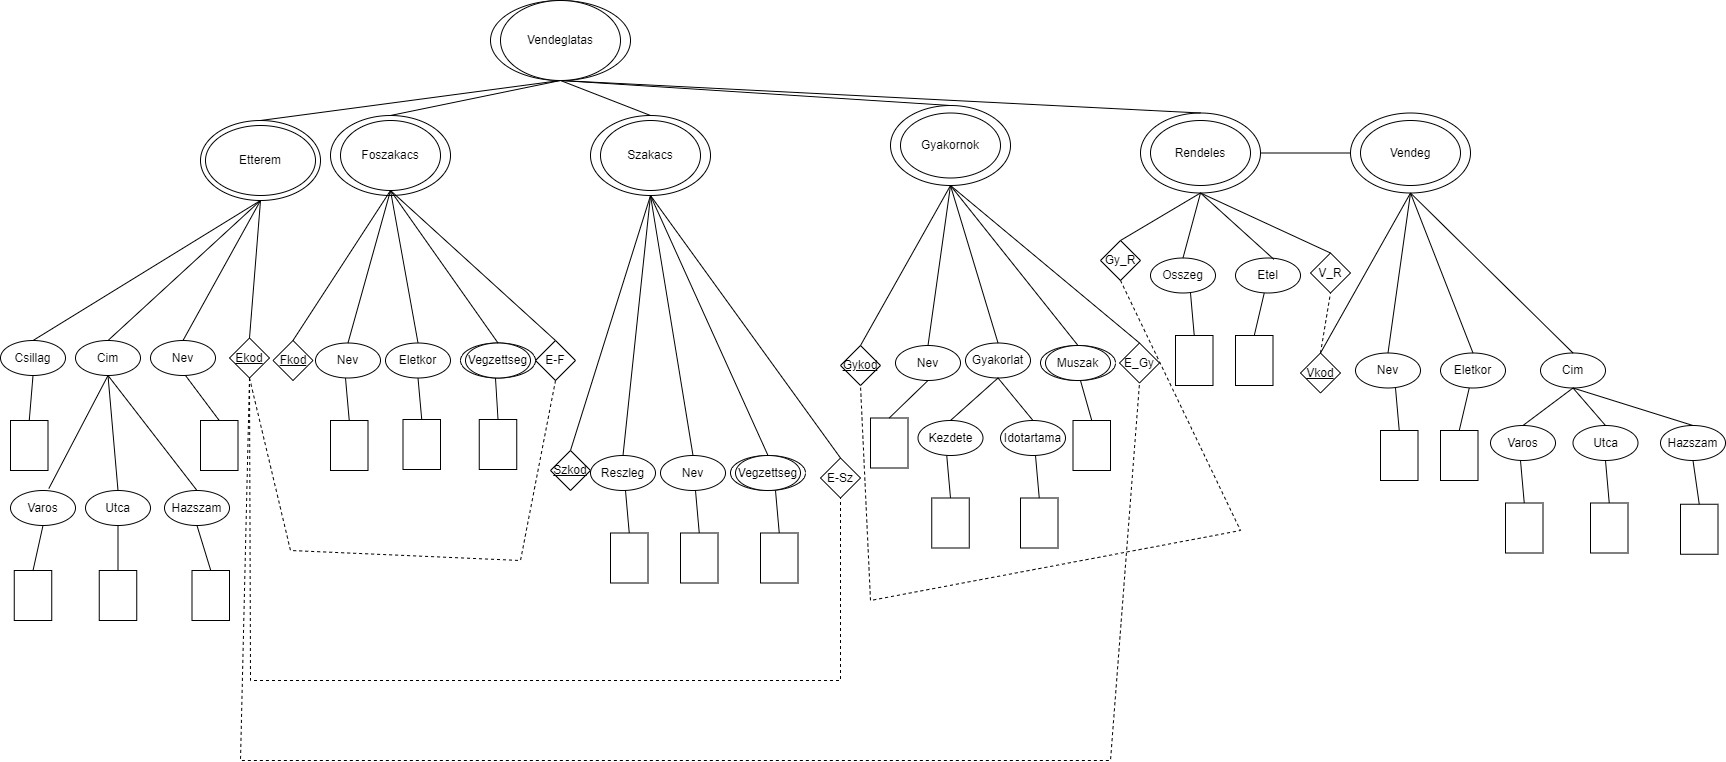 Vendeglatas
Etterem
Foszakacs
Szakacs
Gyakornok
Rendeles
Vendeg
Gy_R
Osszeg
Etel
V_R
Csillag
Cim
Nev
Ekod
Fkod
Nev
Eletkor
Vegzettseg
E-F
Gykod
Nev
Gyakorlat
Muszak
E_Gy
Vkod
Nev
Eletkor
Cim
Szkod
Reszleg
Nev
Vegzettseg
E-Sz
Kezdete
Idotartama
Varos
Utca
Hazszam
Varos
Utca
Hazszam